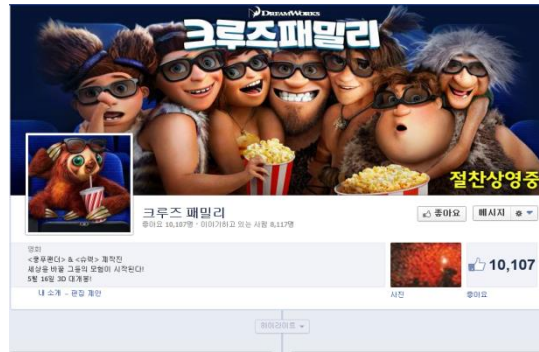 DREAMWORKS
크루즈패밀리
절찬상영중
크루즈 패밀리
좋아요 10,107명 · 이야기하고 있는 사람 8,117명
좋아요
메시지
영화
<쿵푸팬더> & <슈렉> 제작진
세상을 바꿀 그들의 모험이 시작된다!
5월 16일 3D 대개봉!
내 소개 - 편집 제안
10,107
사진
좋아요
하이라이트